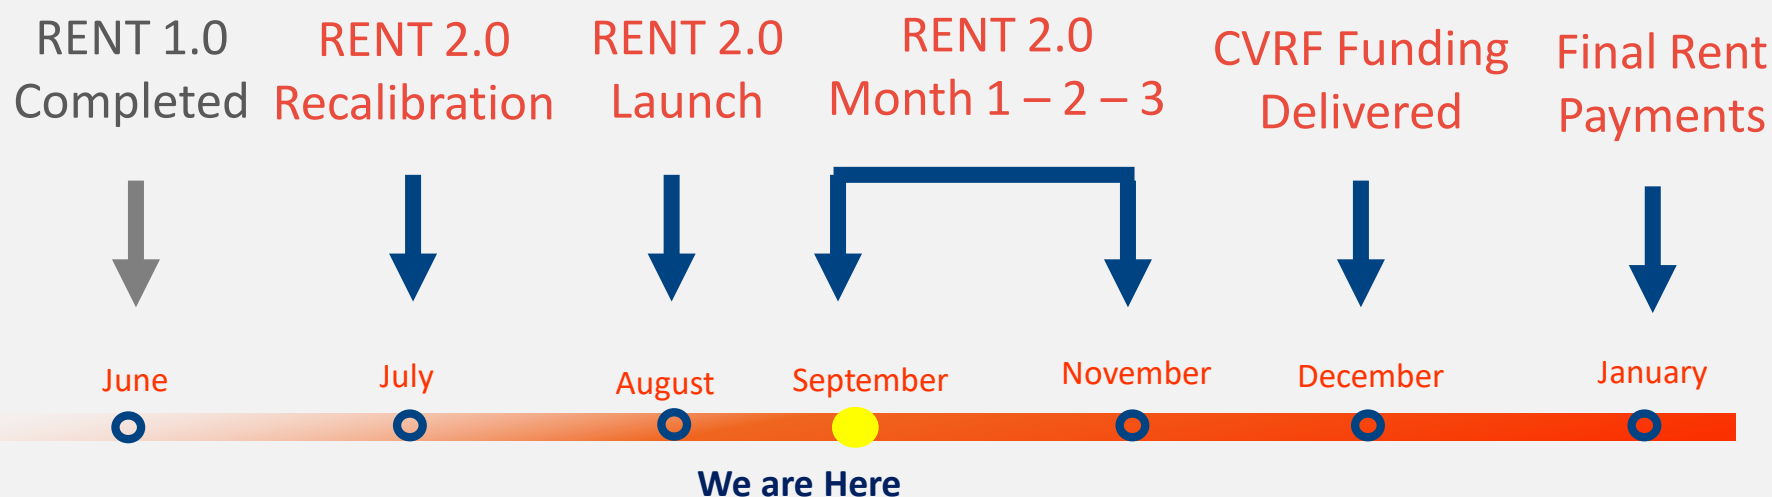 RENT 1.0
Completed
RENT 2.0
Recalibration
RENT 2.0
Launch
RENT 2.0
Month 1 – 2 – 3
CVRF Funding
Delivered
Final Rent
Payments
June
July
August
September
November
December
January
We are Here